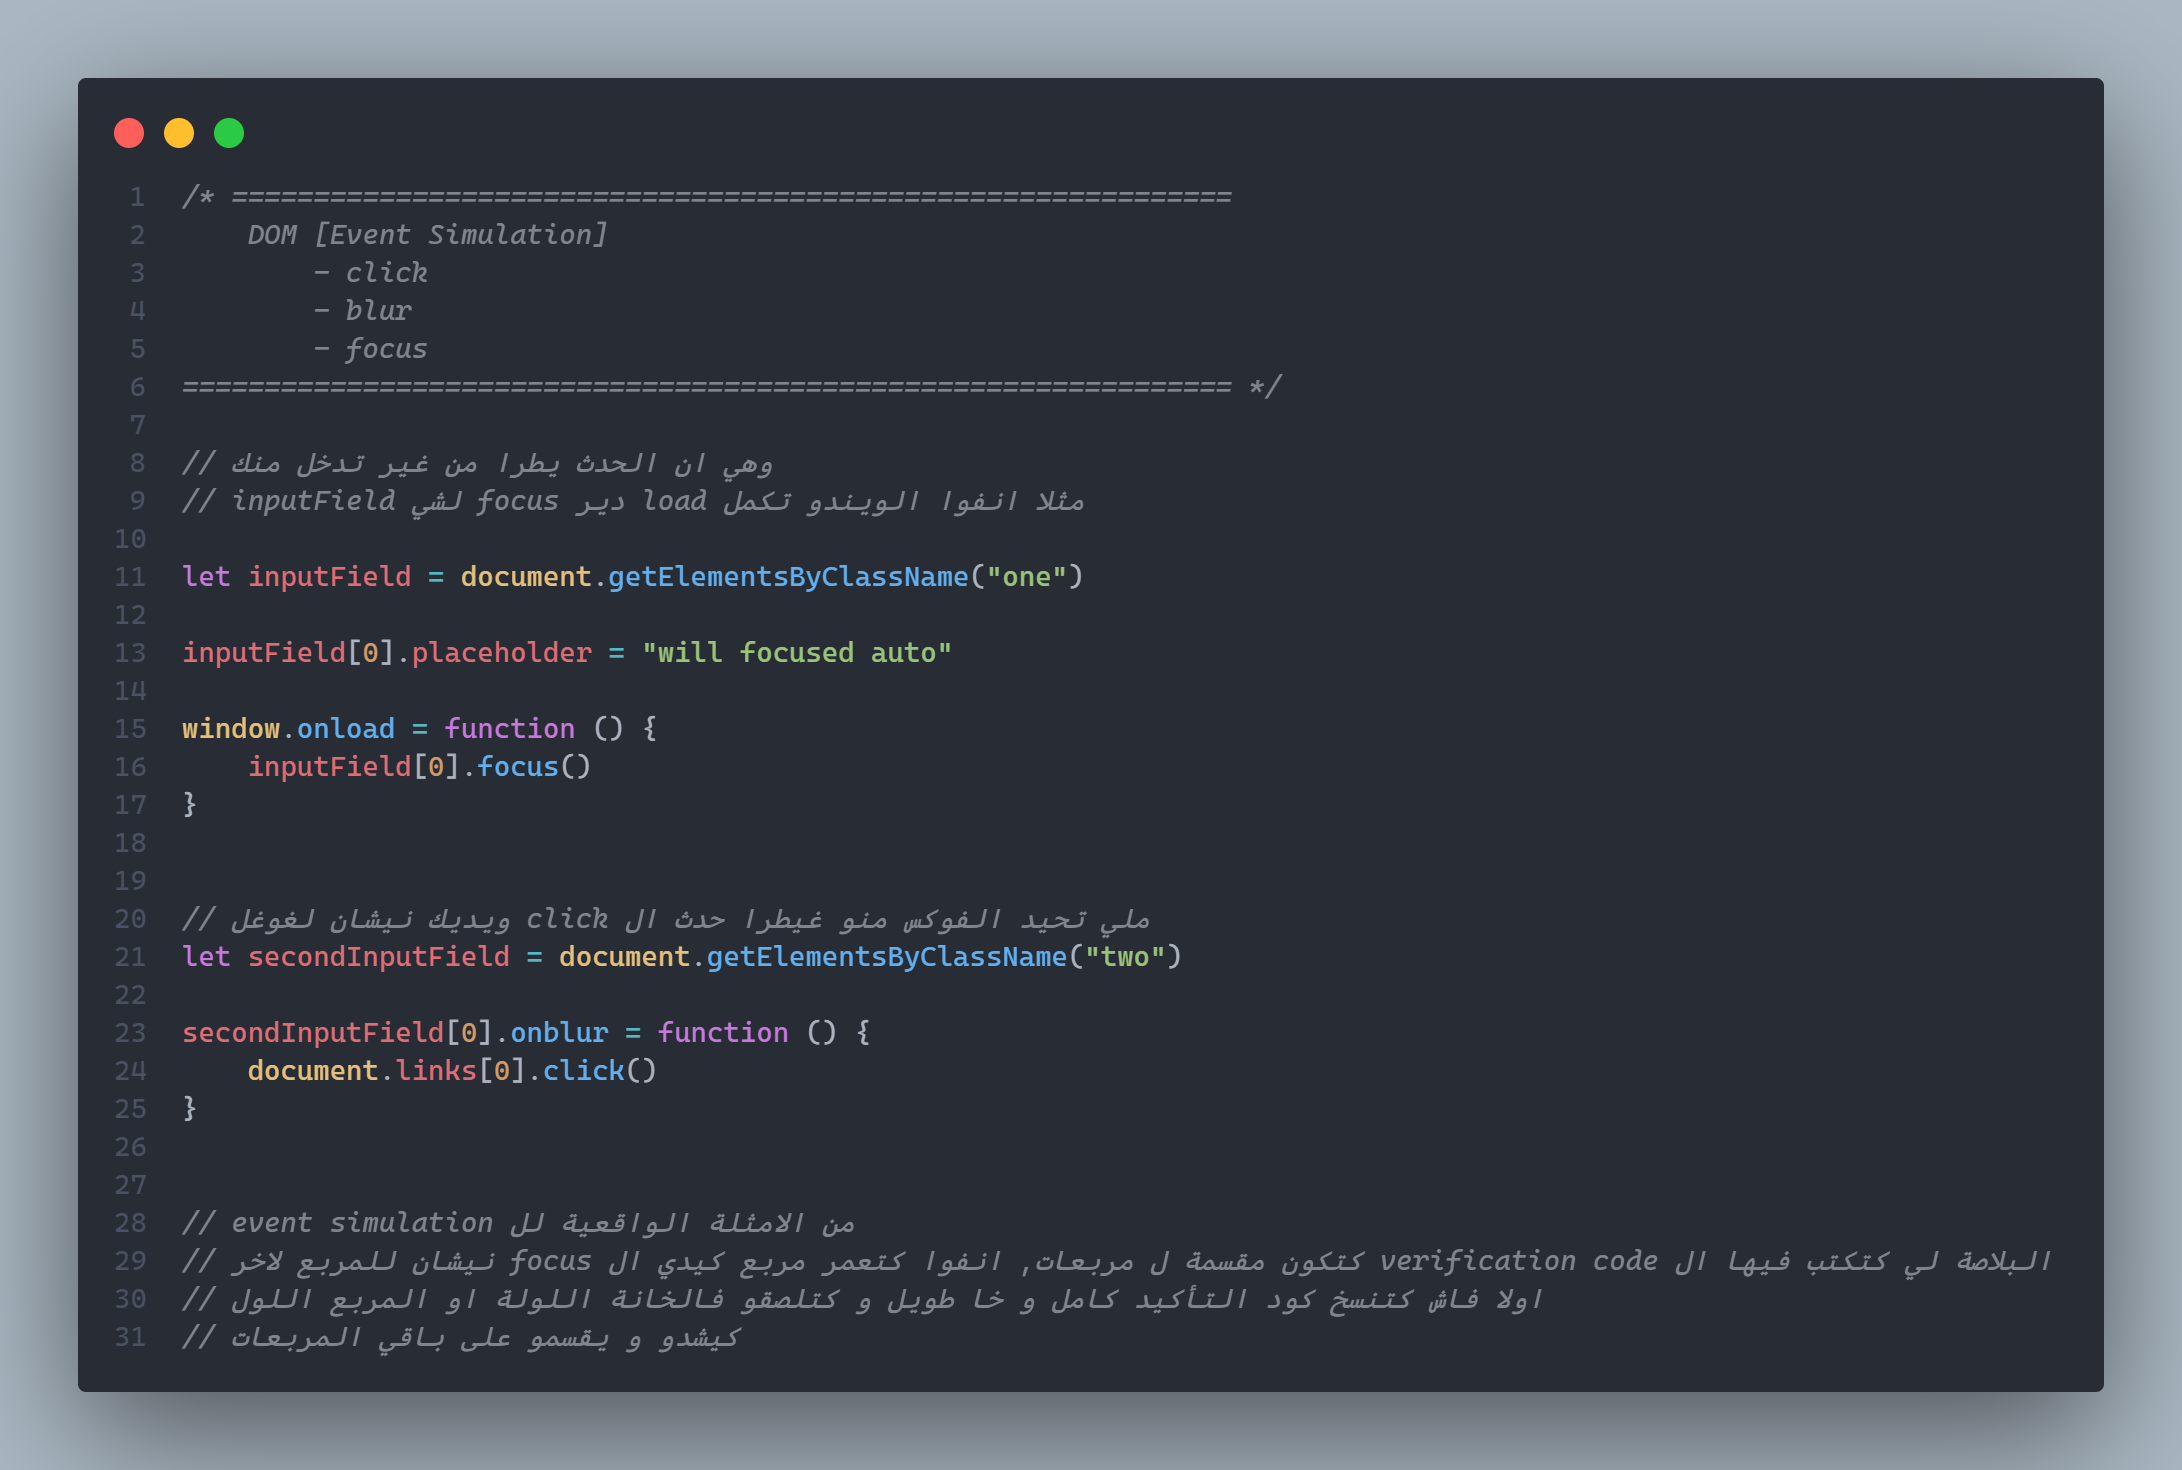 1 /* =============================================================
2     DOM [Event Simulation]
3         - click
4         - blur
5         - focus
6 ================================================================ */
7
8 // وهي ان الحدث يطرا من غير تدخل منك
9 // مثلا انفوا الويندو تكمل load دير focus لشي inputField
10
11 let inputField = document.getElementsByClassName("one")
12
13 inputField[0].placeholder = "will focused auto"
14
15 window.onload = function () {
16     inputField[0].focus()
17 }
18
19
20 // ملي تحيد الفوكس منو غيطرا حدث ال click ويديك نيشان لغوغل
21 let secondInputField = document.getElementsByClassName("two")
22
23 secondInputField[0].onblur = function () {
24     document.links[0].click()
25 }
26
27
28 // من الامثلة الواقعية لل event simulation
29 // البلاصة لي كتكتب فيها ال verification code كتكون مقسمة ل مربعات, انفوا كتعمر مربع كيدي ال focus نيشان للمربع لاخر
30 // اولا فاش كتنسخ كود التأكيد كامل و خا طويل و كتلصقو فالخانة اللولة او المربع اللول
31 // كيشدو و يقسمو على باقي المربعات